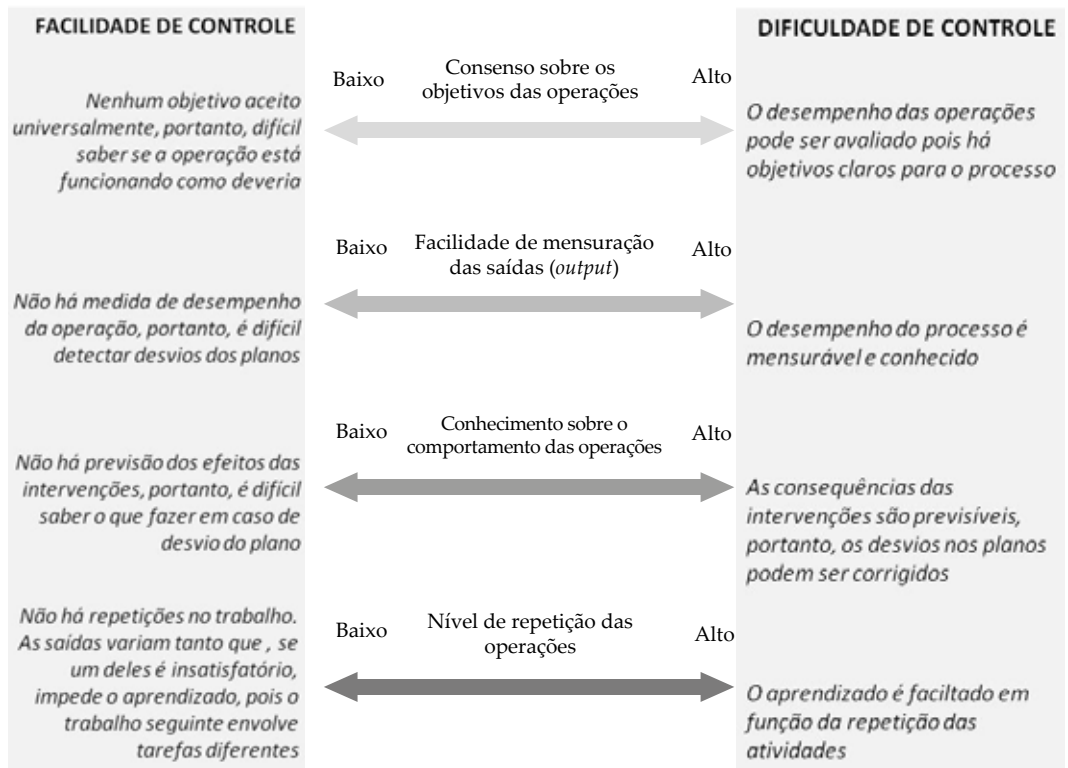 FACILIDADE DE CONTROLE
DIFICULDADE DE CONTROLE
Nenhum objetivo aceito
universalmente, portanto, difícil
saber se a operação está
funcionando como deveria
Baixo
Consenso sobre os
objetivos das operações
Alto
O desempenho das operações
pode ser avaliado pois há
objetivos claros para o processo
Não há medida de desempenho
da operação, portanto, é difícil
detectar desvios dos planos
Baixo
Facilidade de mensuração
das saídas (output)
Alto
O desempenho do processo é
mensurável e conhecido
Não há previsão dos efeitos das
intervenções, portanto, é difícil
saber o que fazer em caso de
desvio do plano
Baixo
Conhecimento sobre o
comportamento das operações
Alto
As consequências das
intervenções são previsíveis,
portanto, os desvios nos planos
podem ser corrigidos
Não há repetições no trabalho.
As saídas variam tanto que , se
um deles é insatisfatório,
impede o aprendizado, pois o
trabalho seguinte envolve
tarefas diferentes
Baixo
Nível de repetição das
operações
Alto
O aprendizado é faciltado em
função da repetição das
atividades